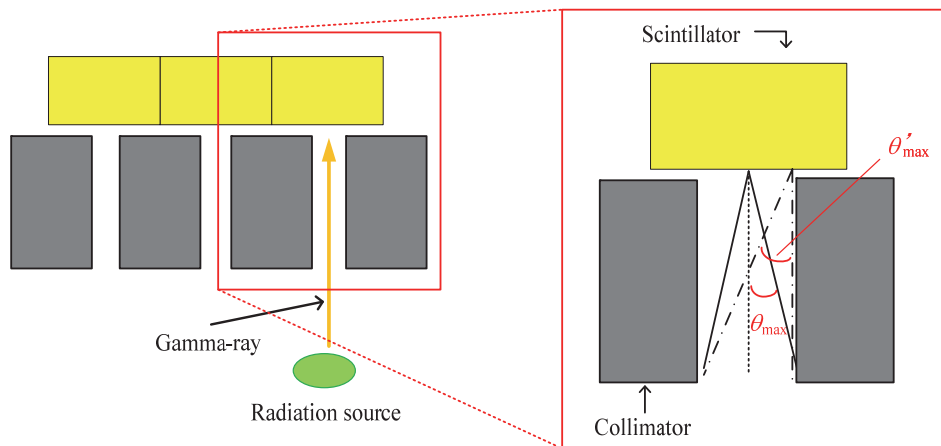 Scintillator
θ′max
θmax
Gamma-ray
Radiation source
Collimator